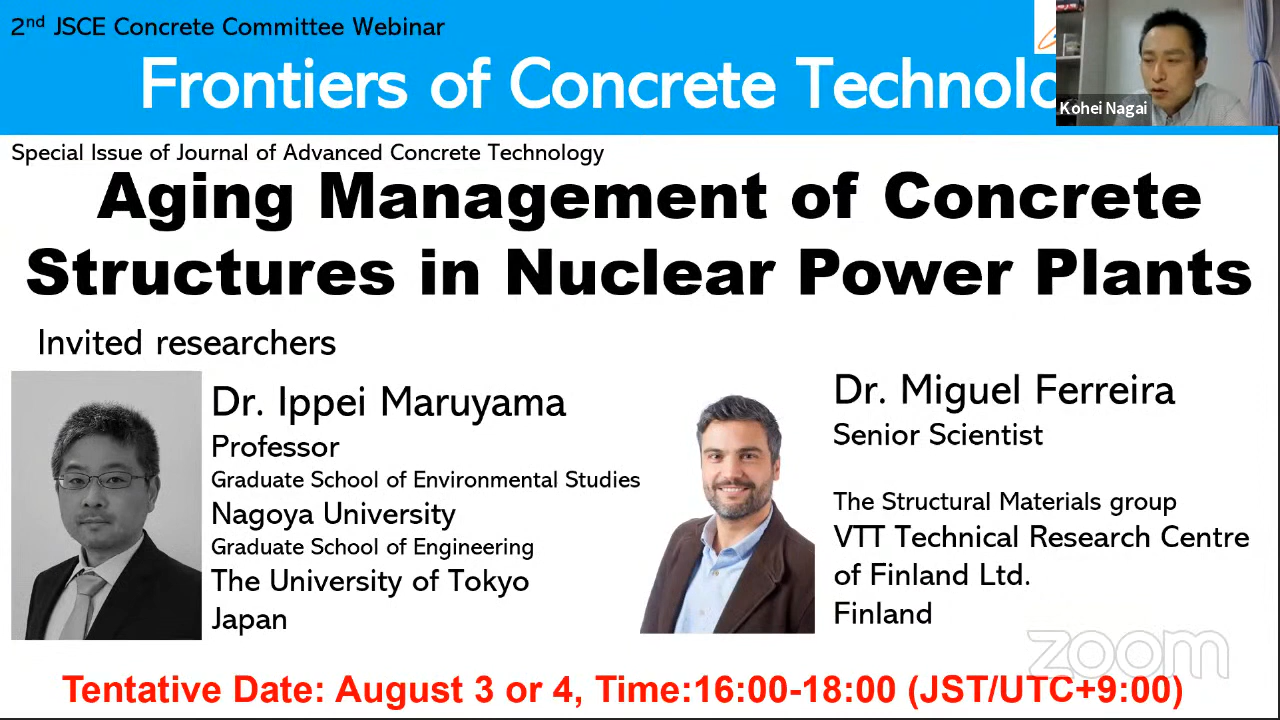 2nd JSCE Concrete Committee Webinar
Frontiers of Concrete Technolo
Kohei Nagai
Special Issue of Journal of Advanced Concrete Technology
Aging Management of Concrete
Structures in Nuclear Power Plants
Invited researchers
Dr. Ippei Maruyama
Professor
Graduate School of Environmental Studies
Nagoya University
Graduate School of Engineering
The University of Tokyo
Japan
Dr. Miguel Ferreira
Senior Scientist
The Structural Materials group
VTT Technical Research Centre
of Finland Ltd.
Finland
zoom
Tentative Date: August 3 or 4, Time:16:00-18:00 (JST/UTC+9:00)